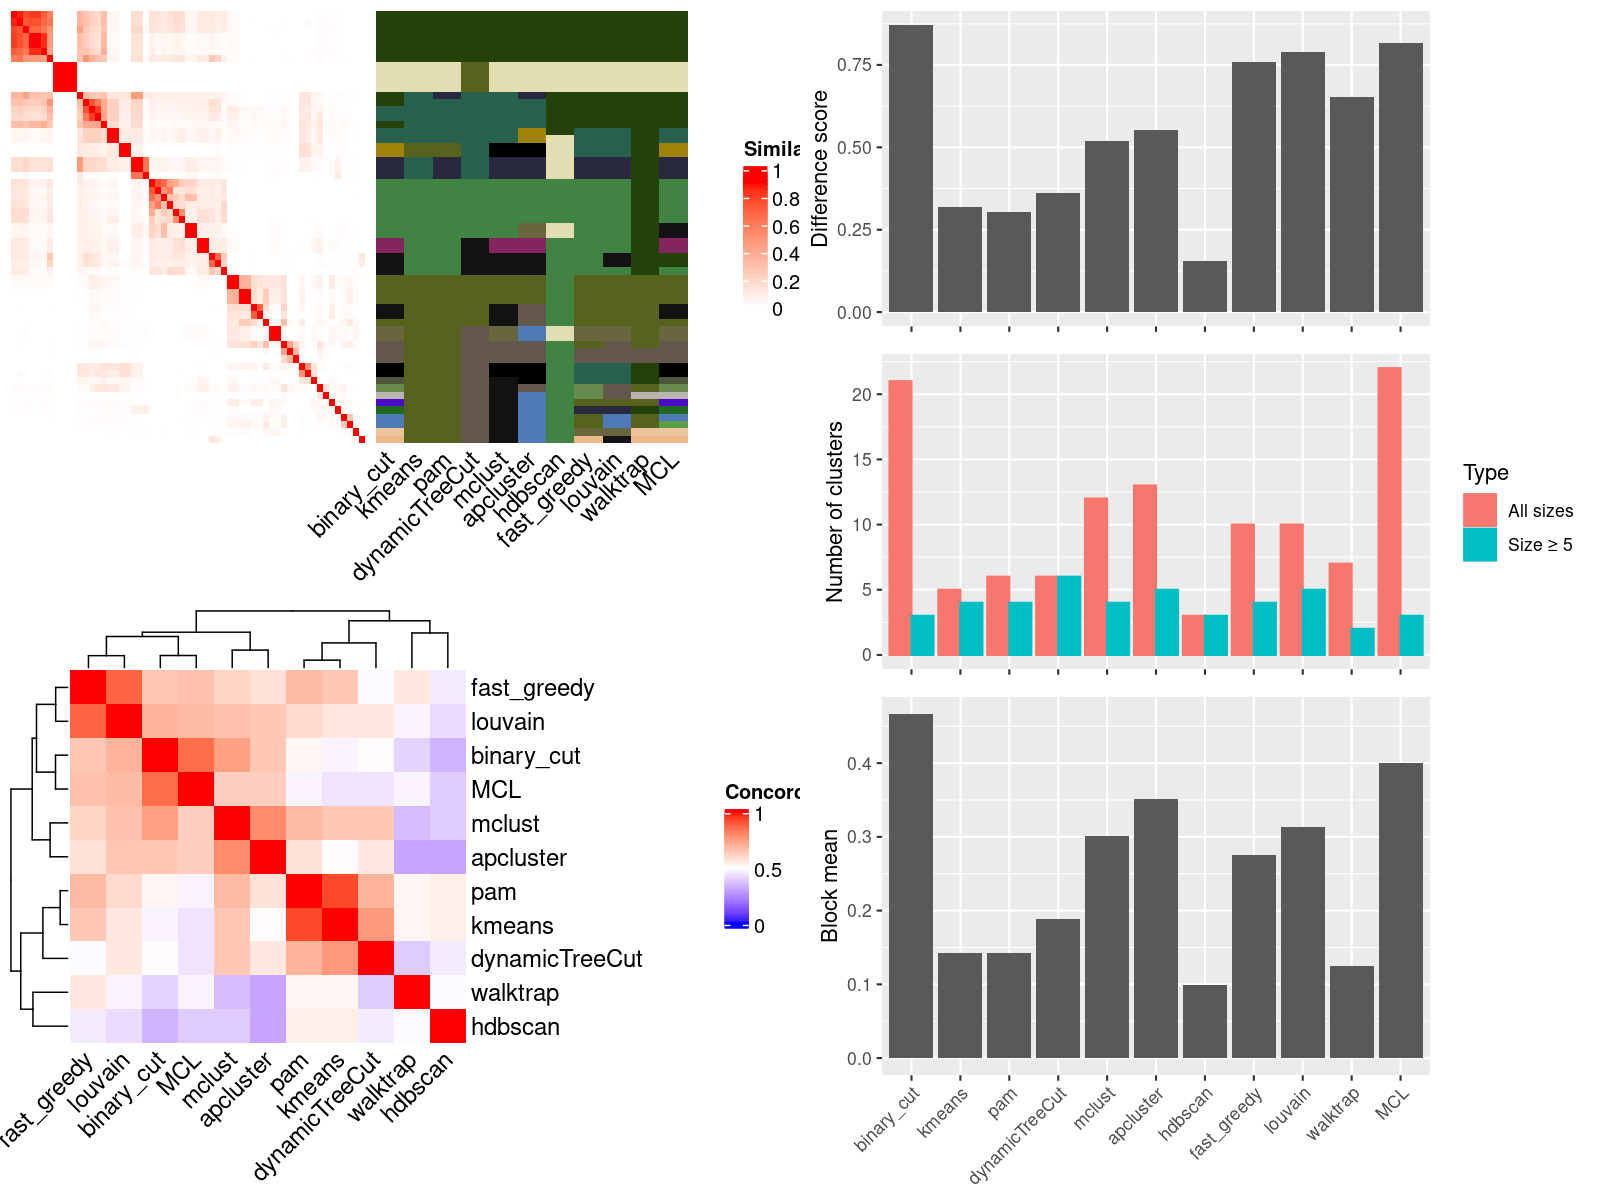 Simila
1
0.8
0.6
0.4
0.2
0
binary_cut
kmeans
pam
dynamicTreeCut
mclust
apcluster
hdbscan
fast_greedy
louvain
walktrap
MCL
Difference score
0.75
0.50
0.25
0.00
Number of clusters
20
15
10
5
0
Type
All sizes
Size ≥ 5
fast_greedy
louvain
binary_cut
MCL
mclust
apcluster
pam
kmeans
dynamicTreeCut
walktrap
hdbscan
fast_greedy
louvain
binary_cut
MCL
mclust
apcluster
pam
kmeans
dynamicTreeCut
walktrap
hdbscan
Concord
1
0.5
0
Block mean
0.4
0.3
0.2
0.1
0.0
binary_cut
kmeans
pam
dynamicTreeCut
mclust
apcluster
hdbscan
fast_greedy
louvain
walktrap
MCL